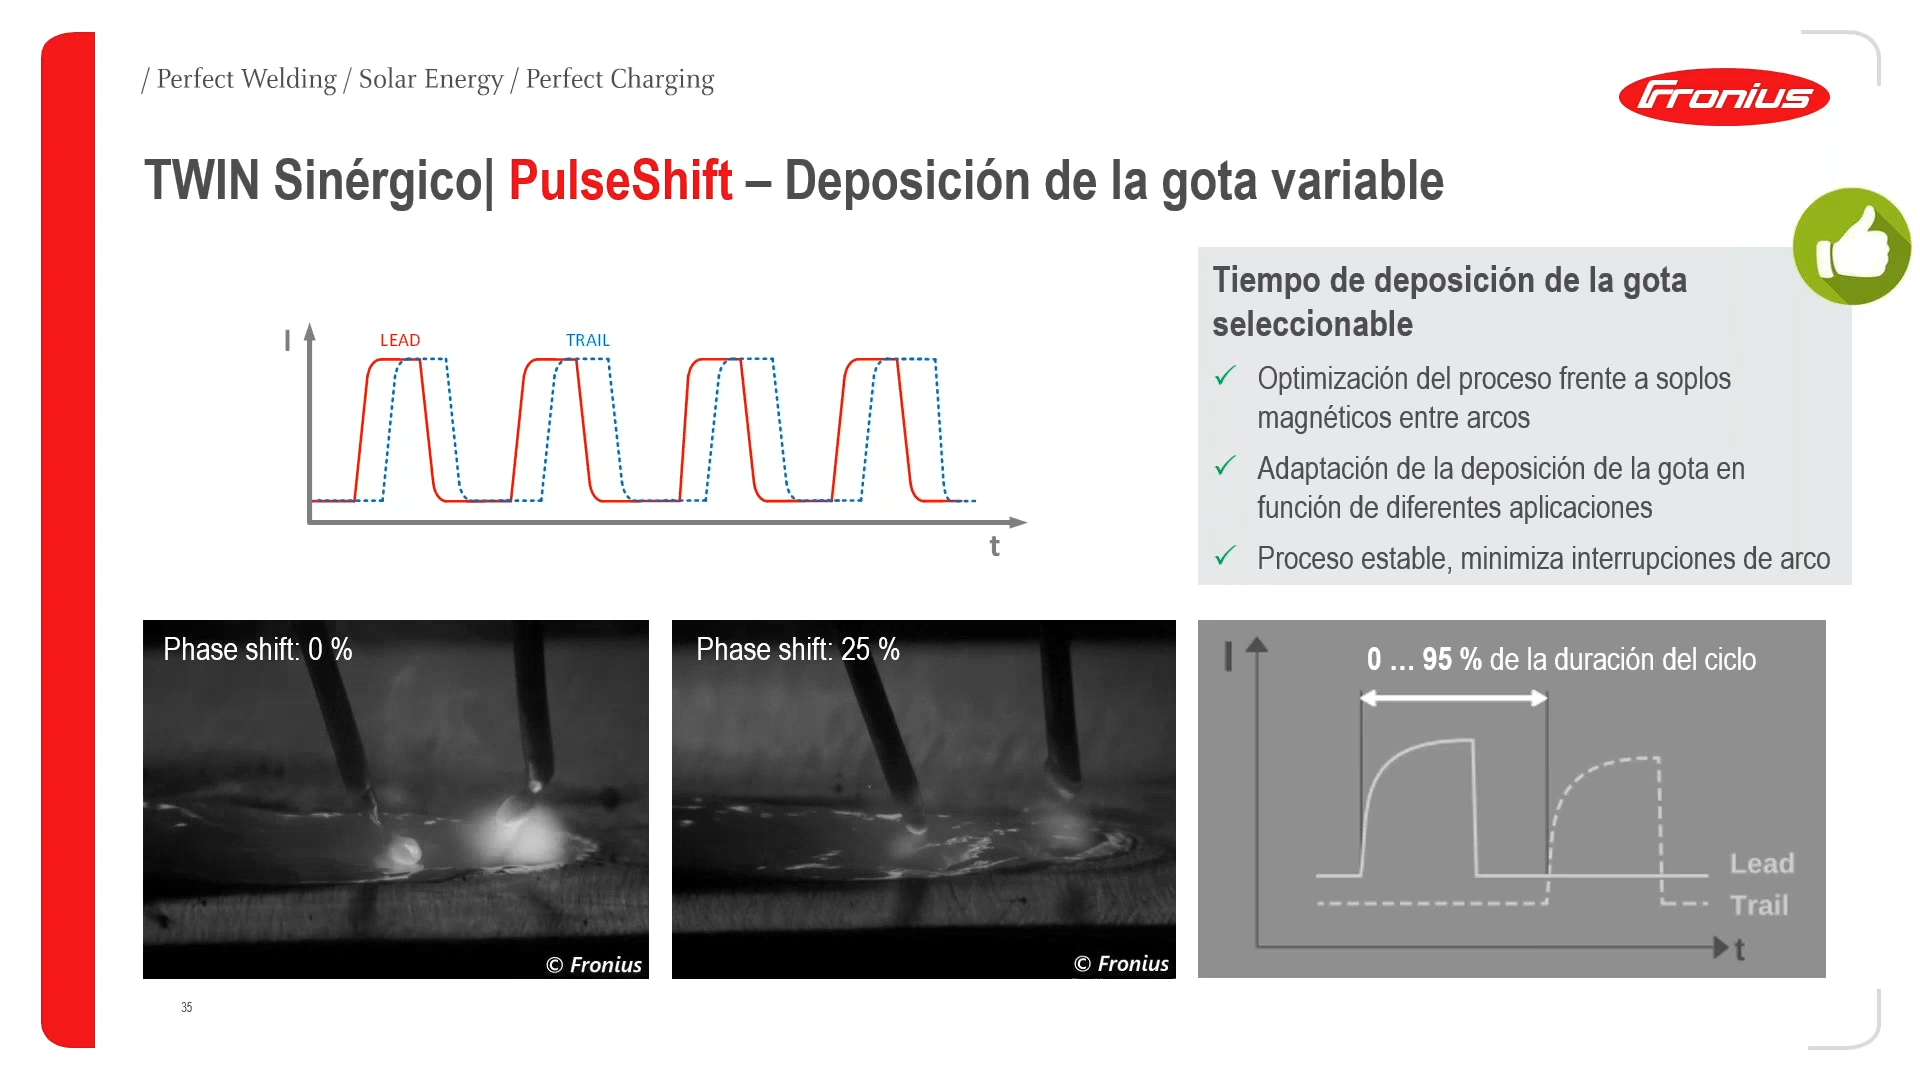 / Perfect Welding / Solar Energy / Perfect Charging
Fronius
TWIN Sinérgico| PulseShift – Deposición de la gota variable
I
LEAD
TRAIL
t
Tiempo de deposición de la gota
seleccionable
Optimización del proceso frente a soplos
magnéticos entre arcos
Adaptación de la deposición de la gota en
función de diferentes aplicaciones
Proceso estable, minimiza interrupciones de arco
Phase shift: 0 %
© Fronius
Phase shift: 25 %
© Fronius
I
0 ... 95 % de la duración del ciclo
Lead
Trail
t
35